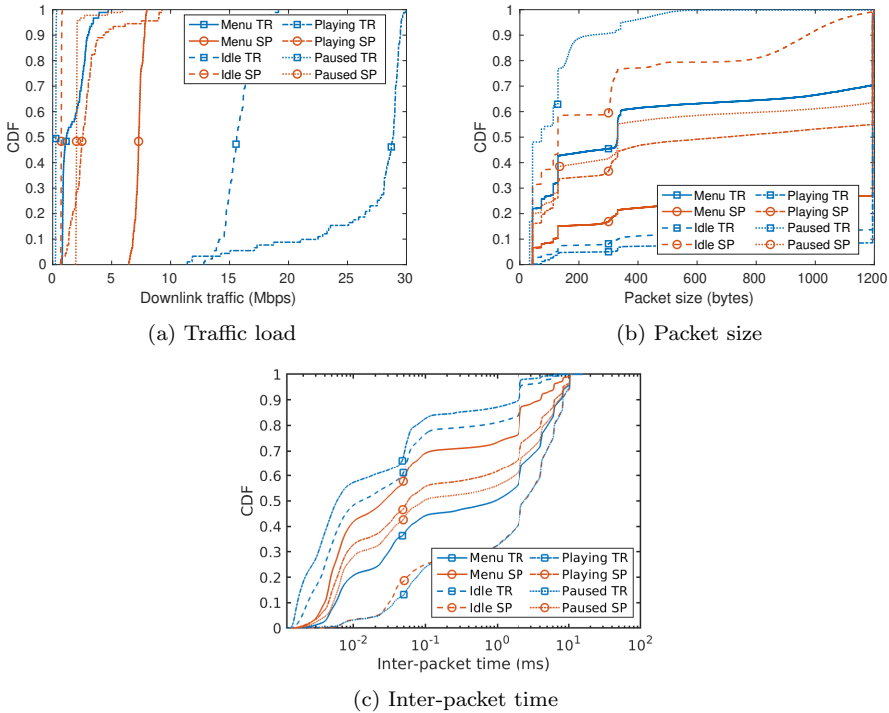 1
0.9
0.8
0.7
0.6
0.5
0.4
0.3
0.2
0.1
0
CDF
Menu TR Playing TR
Menu SP Playing SP
Idle TR Paused TR
Idle SP Paused SP
0 5 10 15 20 25 30
Downlink traffic (Mbps)
(a) Traffic load
1
0.9
0.8
0.7
0.6
0.5
0.4
0.3
0.2
0.1
0
CDF
Menu TR Playing TR
Menu SP Playing SP
Idle TR Paused TR
Idle SP Paused SP
0 200 400 600 800 1000 1200
Packet size (bytes)
(b) Packet size
1
0.9
0.8
0.7
0.6
0.5
0.4
0.3
0.2
0.1
0
CDF
Menu TR Playing TR
Menu SP Playing SP
Idle TR Paused TR
Idle SP Paused SP
10⁻² 10⁻¹ 10⁰ 10¹ 10²
Inter-packet time (ms)
(c) Inter-packet time